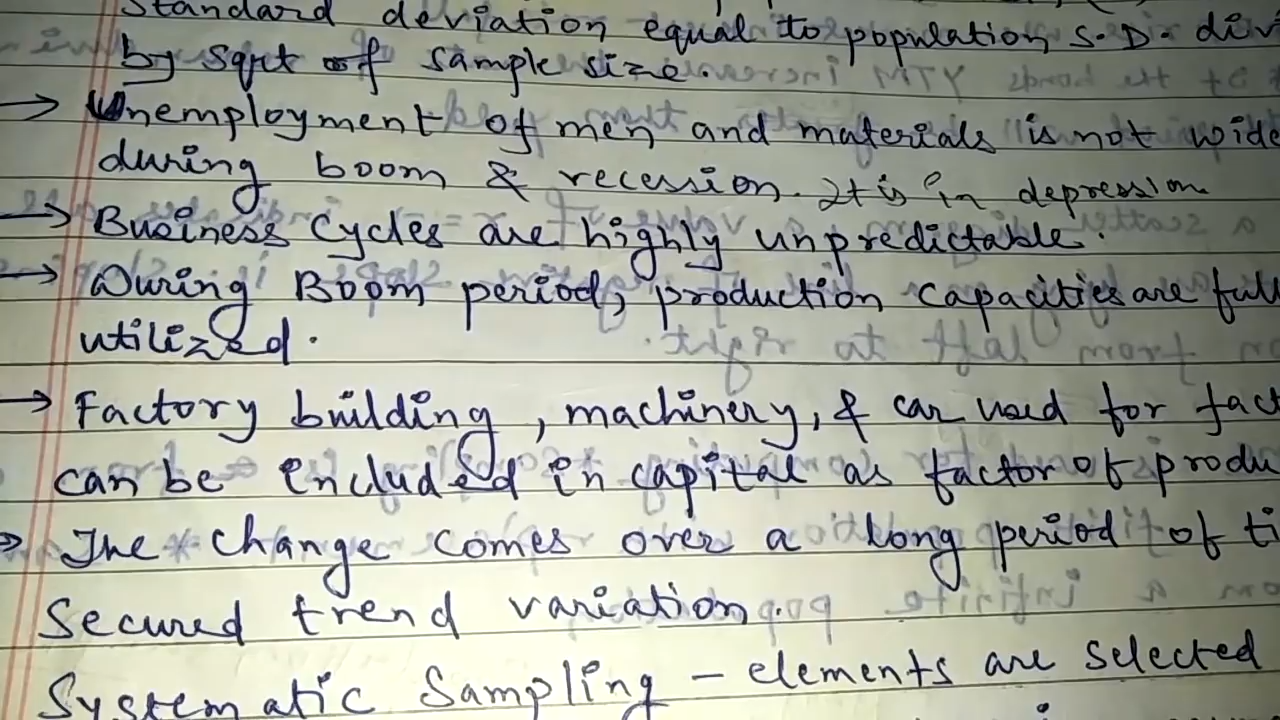 Standard deviation equal to population S.D. div
by sqrt of sample size.
→ Unemployment of men and materials is not wide
during boom & recession. It is in depression
→ Business Cycles are highly unpredictable.
→ During Boom period, production capacities are full
utilized.
→ Factory building, machinery, & car used for fact
can be included in capital as factor of produ
→ The change comes over a long period of ti
Secured trend variation.
Systematic Sampling - elements are selected